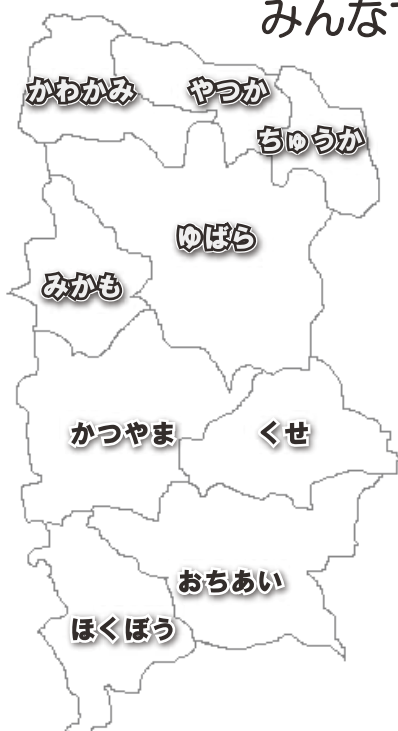 みんなで
かわかみ
やつか
ちゅうか
ゆばら
みかも
かつやま
くせ
おちあい
ほくぼう